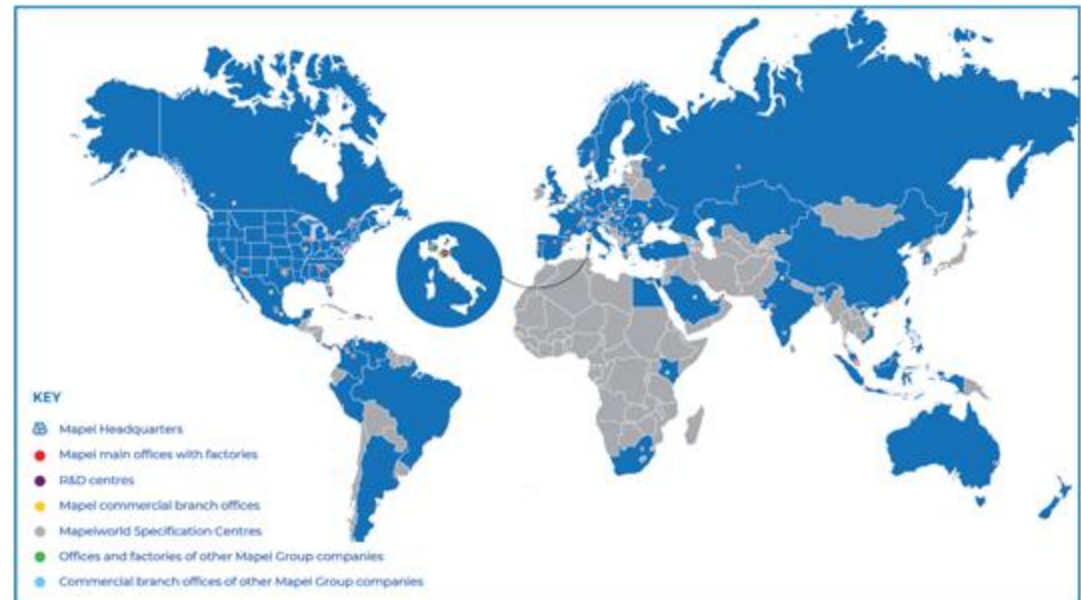 KEY
Mapei Headquarters
Mapei main offices with factories
R&D centres
Mapei commercial branch offices
Mapeiworld Specification Centres
Offices and factories of other Mapei Group companies
Commercial branch offices of other Mapei Group companies